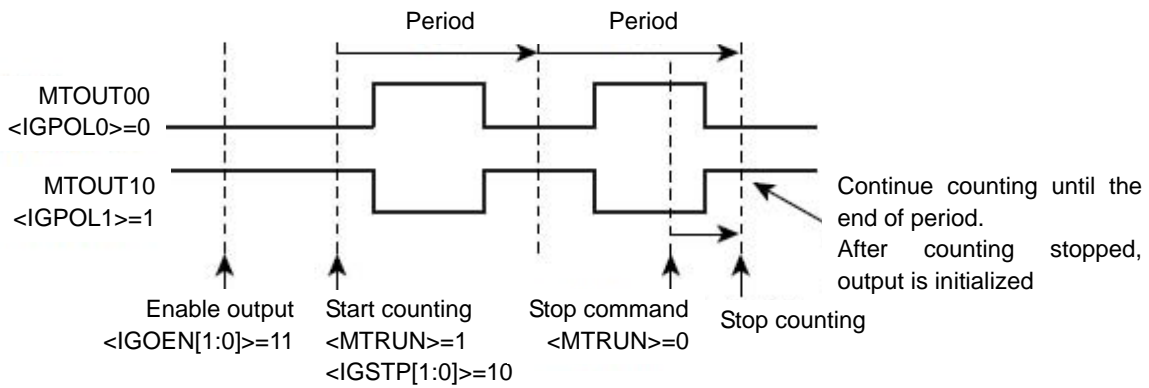 Period
Period
MTOUT00
<IGPOL0>=0
MTOUT10
<IGPOL1>=1
Continue counting until the
end of period.
After counting stopped,
output is initialized
Enable output
<IGOEN[1:0]>=11
Start counting
<MTRUN>=1
<IGSTP[1:0]>=10
Stop command
<MTRUN>=0
Stop counting